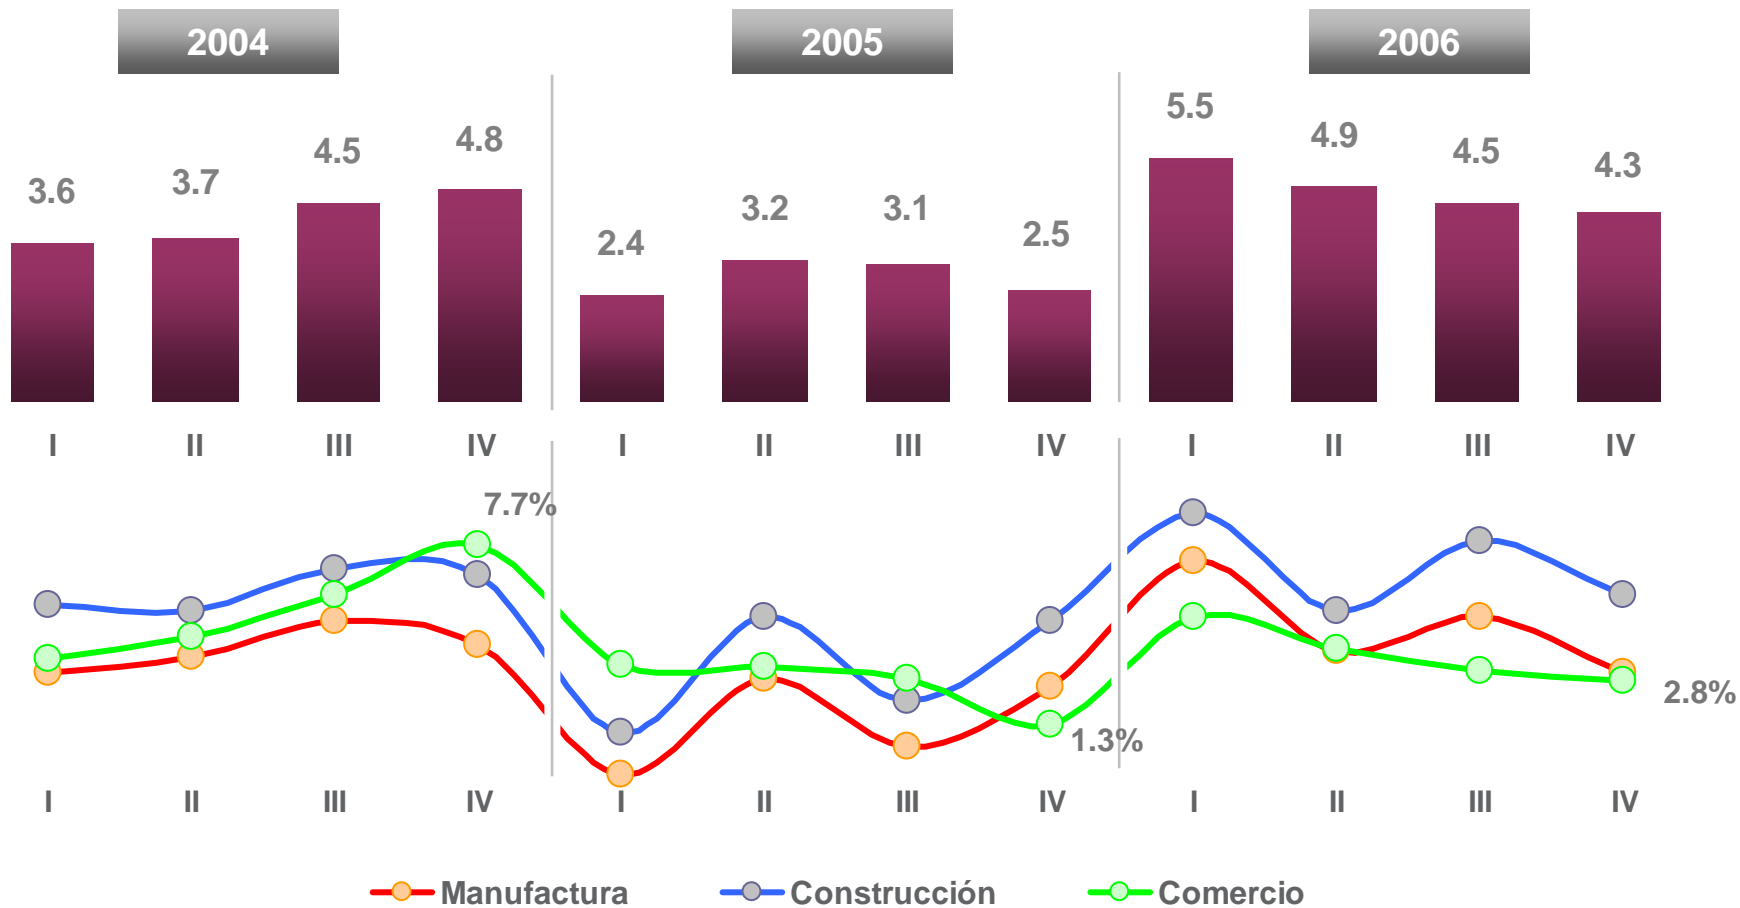 2004 2005 2006
3.6 3.7 4.5 4.8 2.4 3.2 3.1 2.5 5.5 4.9 4.5 4.3
I II III IV I II III IV I II III IV
7.7%
1.3%
2.8%
I II III IV I II III IV I II III IV
Manufactura Construcción Comercio